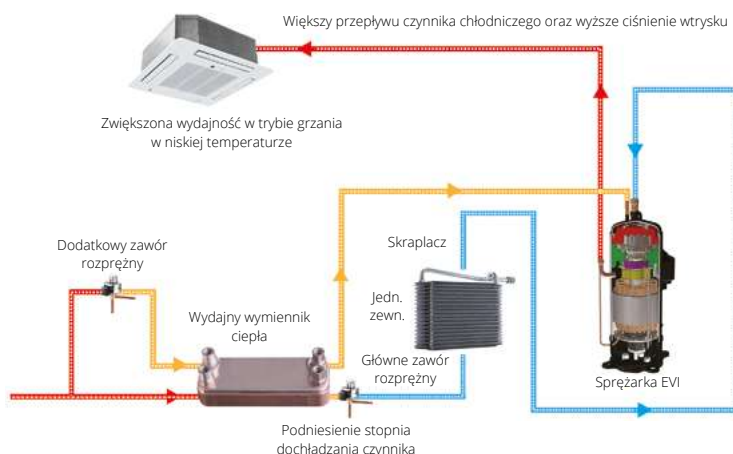 Większy przepływu czynnika chłodniczego oraz wyższe ciśnienie wtrysku
Zwiększona wydajność w trybie grzania
w niskiej temperaturze
Dodatkowy zawór
rozprężny
Skraplacz
Jedn.
zewn.
Wydajny wymiennik
ciepła
Główne zawór
rozprężny
Sprężarka EVI
Podniesienie stopnia
dochładzania czynnika